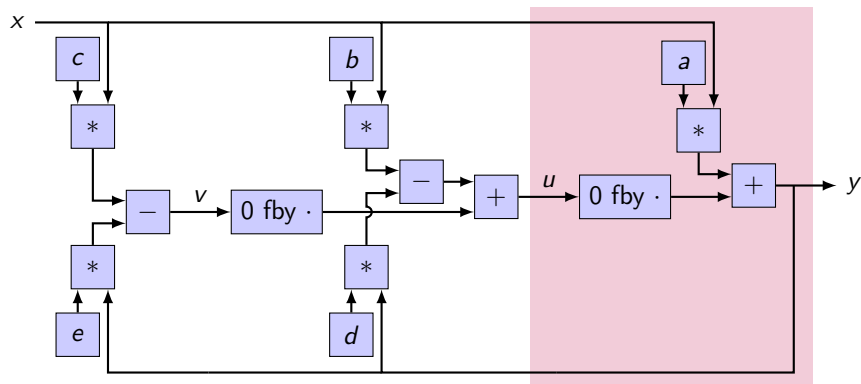 x
c b a
* * *
− + y
− v 0 fby · + u 0 fby ·
* *
e d